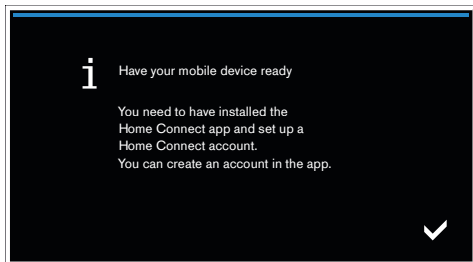 i
Have your mobile device ready
You need to have installed the
Home Connect app and set up a
Home Connect account.
You can create an account in the app.